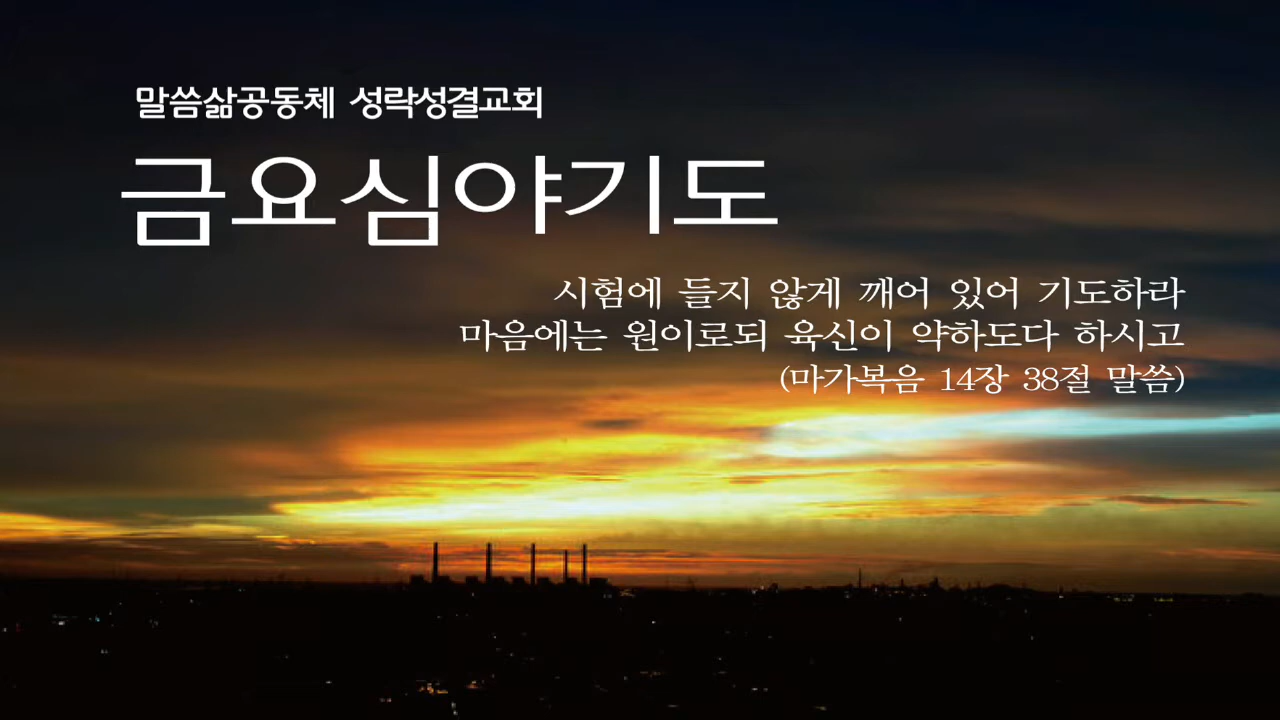 말씀삶공동체 성락성결교회
금요심야기도
시험에 들지 않게 깨어 있어 기도하라
마음에는 원이로되 육신이 약하도다 하시고
(마가복음 14장 38절 말씀)